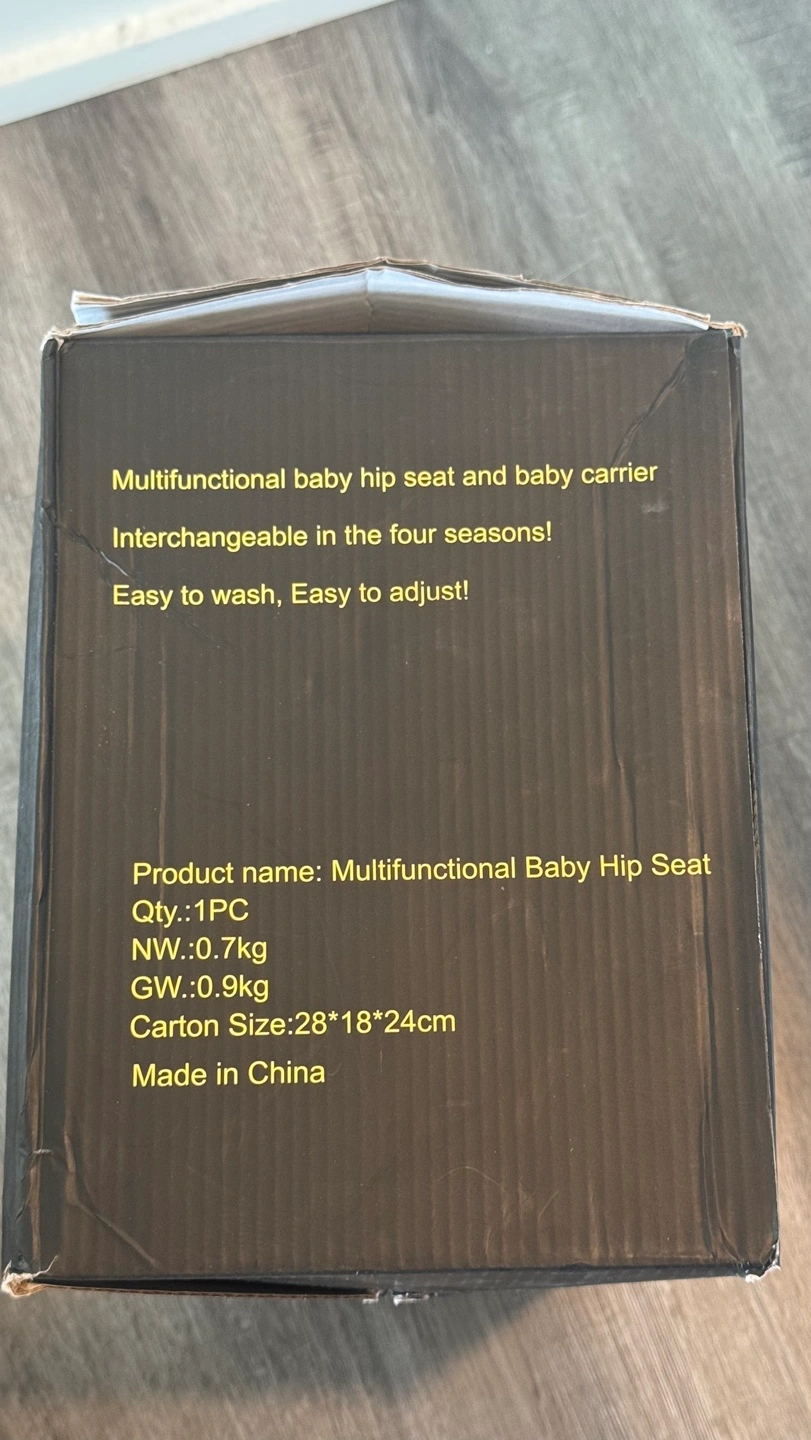 Multifunctional baby hip seat and baby carrier
Interchangeable in the four seasons!
Easy to wash, Easy to adjust!
Product name: Multifunctional Baby Hip Seat
Qty.:1PC
NW.:0.7kg
GW.:0.9kg
Carton Size:28*18*24cm
Made in China